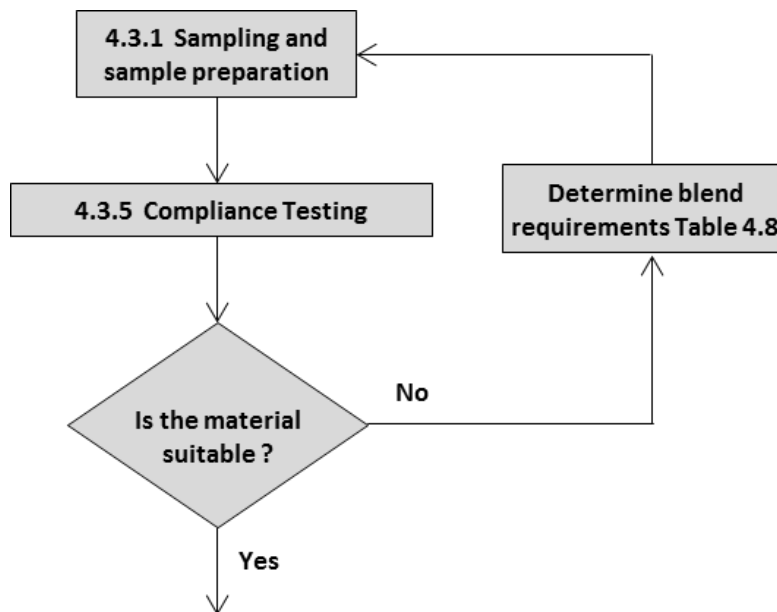 4.3.1 Sampling and
sample preparation
4.3.5 Compliance Testing
Determine blend
requirements Table 4.8
Is the material
suitable ?
No
Yes